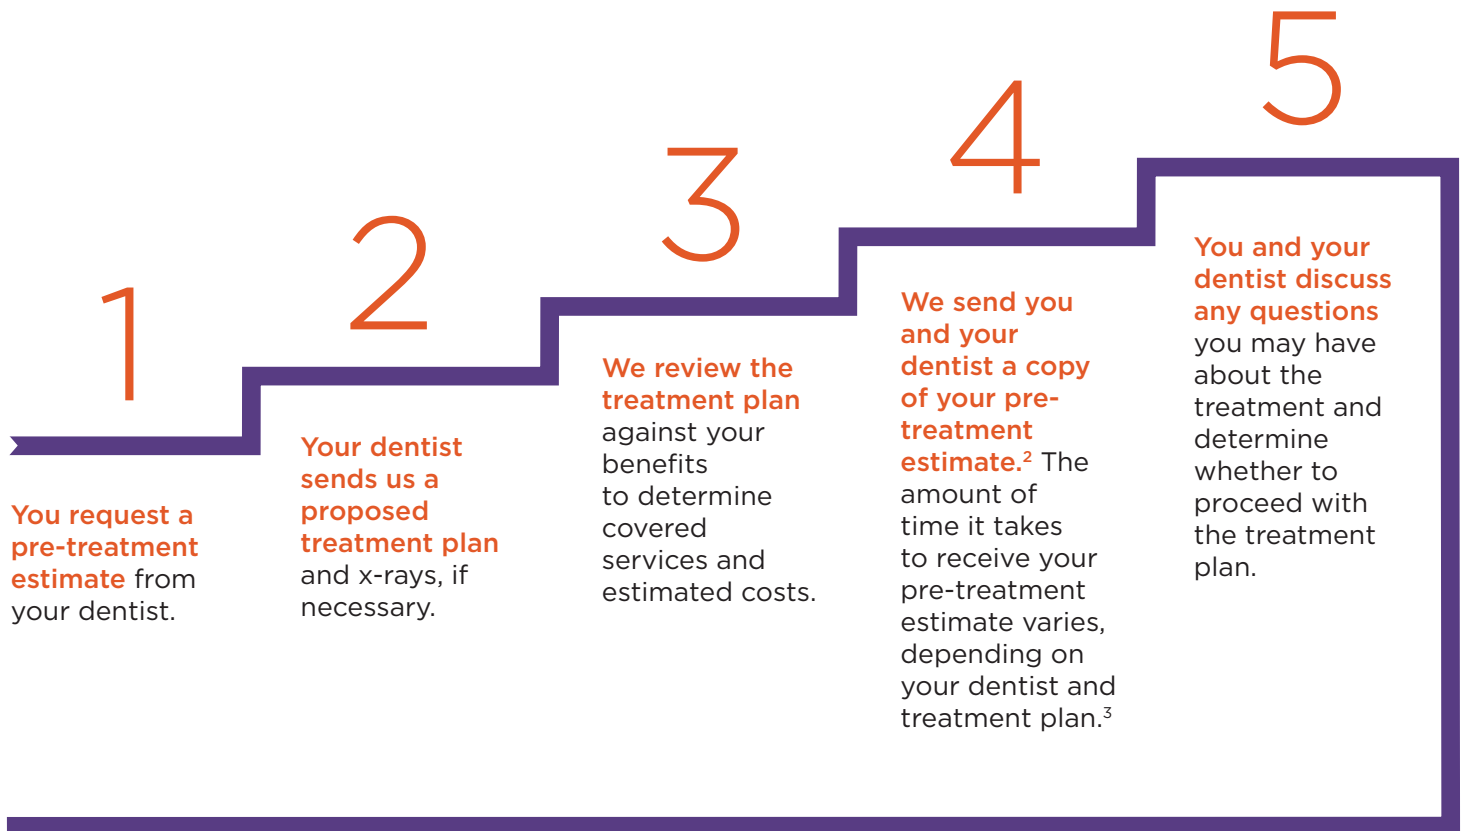 1
You request a
pre-treatment
estimate from
your dentist.
2
Your dentist
sends us a
proposed
treatment plan
and x-rays, if
necessary.
3
We review the
treatment plan
against your
benefits
to determine
covered
services and
estimated costs.
4
We send you
and your
dentist a copy
of your pre-
treatment
estimate.² The
amount of
time it takes
to receive your
pre-treatment
estimate varies,
depending on
your dentist and
treatment plan.³
5
You and your
dentist discuss
any questions
you may have
about the
treatment and
determine
whether to
proceed with
the treatment
plan.